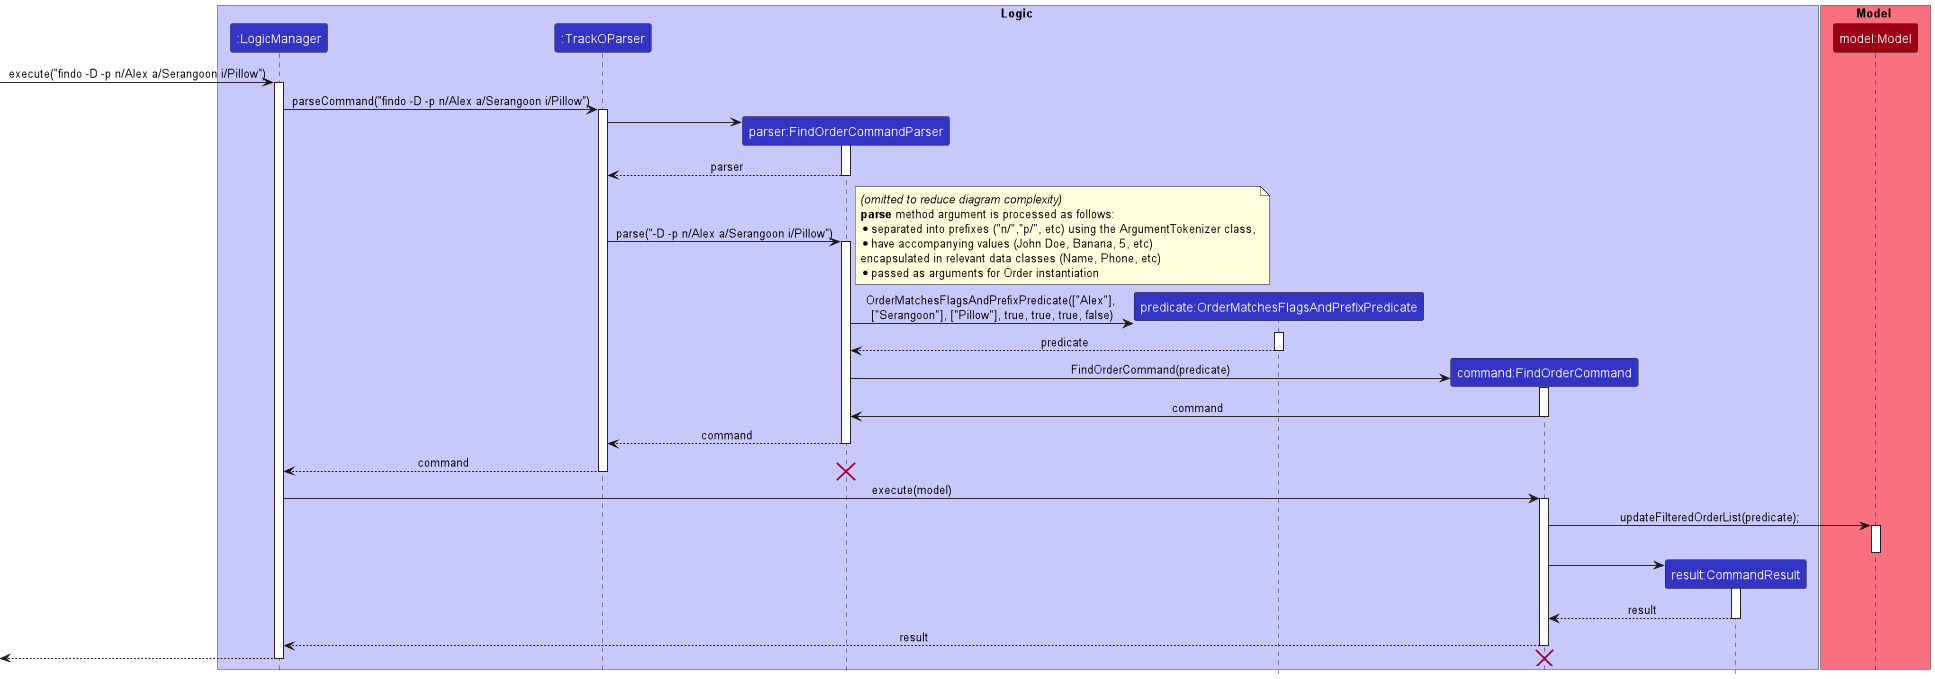 Logic
Model
:LogicManager
:TrackOParser
model:Model
execute("findo -D -p n/Alex a/Serangoon i/Pillow")
parseCommand("findo -D -p n/Alex a/Serangoon i/Pillow")
parser:FindOrderCommandParser
parser
(omitted to reduce diagram complexity)
parse method argument is processed as follows:
• separated into prefixes ("n/","p/", etc) using the ArgumentTokenizer class,
• have accompanying values (John Doe, Banana, 5, etc)
encapsulated in relevant data classes (Name, Phone, etc)
• passed as arguments for Order instantiation
parse("-D -p n/Alex a/Serangoon i/Pillow")
OrderMatchesFlagsAndPrefixPredicate(["Alex"],
["Serangoon"], ["Pillow"], true, true, true, false)
predicate:OrderMatchesFlagsAndPrefixPredicate
predicate
FindOrderCommand(predicate)
command:FindOrderCommand
command
command
command
execute(model)
updateFilteredOrderList(predicate);
result:CommandResult
result
result